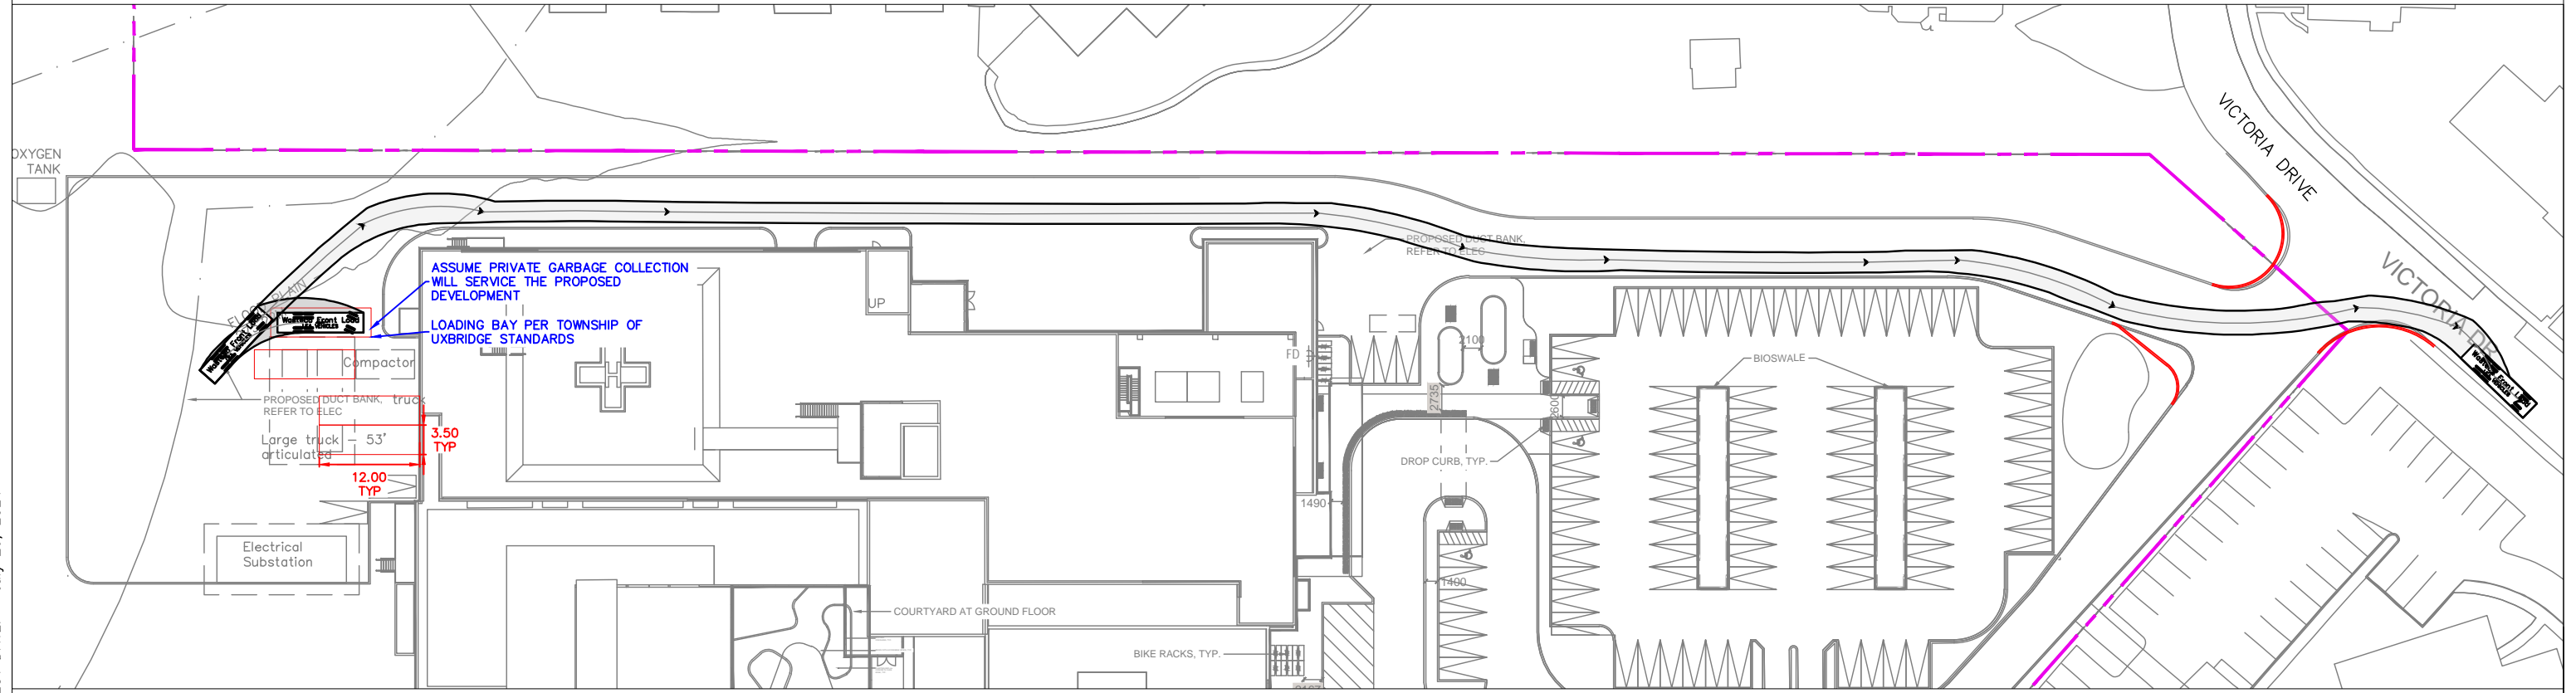 OXYGEN
TANK
VICTORIA DRIVE
VICTORIA DR
PROPOSED DUCT BANK,
REFER TO ELEC
ASSUME PRIVATE GARBAGE COLLECTION
WILL SERVICE THE PROPOSED
DEVELOPMENT
LOADING BAY PER TOWNSHIP OF
UXBRIDGE STANDARDS
UP
FD
Wayne Front Load
Compactor
PROPOSED DUCT BANK,
REFER TO ELEC
truck
Large truck - 53'
articulated
3.50
TYP
12.00
TYP
Electrical
Substation
2100
2735
2600
BIOSWALE
DROP CURB, TYP.
1490
1400
COURTYARD AT GROUND FLOOR
BIKE RACKS, TYP.